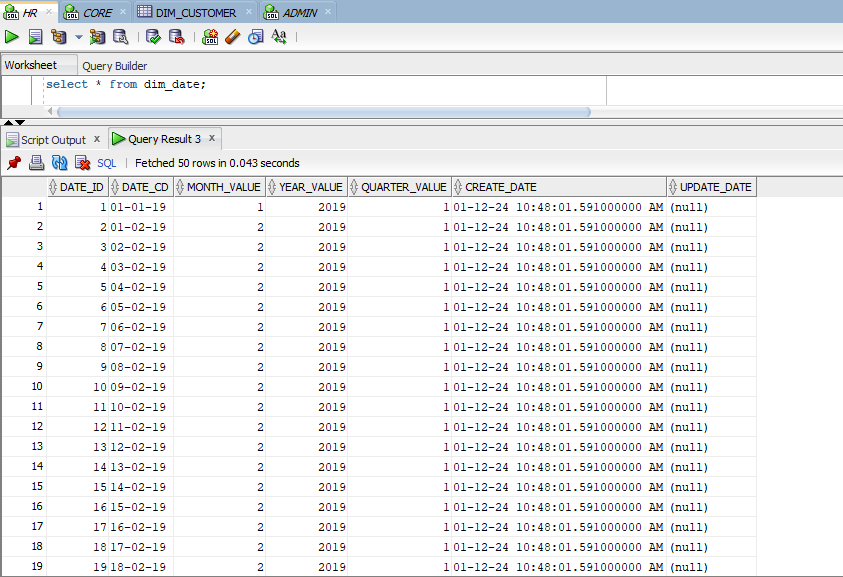 HR CORE DIM_CUSTOMER ADMIN
Worksheet Query Builder
select * from dim_date;
Script Output x Query Result 3 x
SQL | Fetched 50 rows in 0.043 seconds
DATE_ID DATE_CD MONTH_VALUE YEAR_VALUE QUARTER_VALUE CREATE_DATE UPDATE_DATE
1 1 01-01-19 1 2019 1 01-12-24 10:48:01.591000000 AM (null)
2 2 01-02-19 2 2019 1 01-12-24 10:48:01.591000000 AM (null)
3 3 02-02-19 2 2019 1 01-12-24 10:48:01.591000000 AM (null)
4 4 03-02-19 2 2019 1 01-12-24 10:48:01.591000000 AM (null)
5 5 04-02-19 2 2019 1 01-12-24 10:48:01.591000000 AM (null)
6 6 05-02-19 2 2019 1 01-12-24 10:48:01.591000000 AM (null)
7 7 06-02-19 2 2019 1 01-12-24 10:48:01.591000000 AM (null)
8 8 07-02-19 2 2019 1 01-12-24 10:48:01.591000000 AM (null)
9 9 08-02-19 2 2019 1 01-12-24 10:48:01.591000000 AM (null)
10 10 09-02-19 2 2019 1 01-12-24 10:48:01.591000000 AM (null)
11 11 10-02-19 2 2019 1 01-12-24 10:48:01.591000000 AM (null)
12 12 11-02-19 2 2019 1 01-12-24 10:48:01.591000000 AM (null)
13 13 12-02-19 2 2019 1 01-12-24 10:48:01.591000000 AM (null)
14 14 13-02-19 2 2019 1 01-12-24 10:48:01.591000000 AM (null)
15 15 14-02-19 2 2019 1 01-12-24 10:48:01.591000000 AM (null)
16 16 15-02-19 2 2019 1 01-12-24 10:48:01.591000000 AM (null)
17 17 16-02-19 2 2019 1 01-12-24 10:48:01.591000000 AM (null)
18 18 17-02-19 2 2019 1 01-12-24 10:48:01.591000000 AM (null)
19 19 18-02-19 2 2019 1 01-12-24 10:48:01.591000000 AM (null)